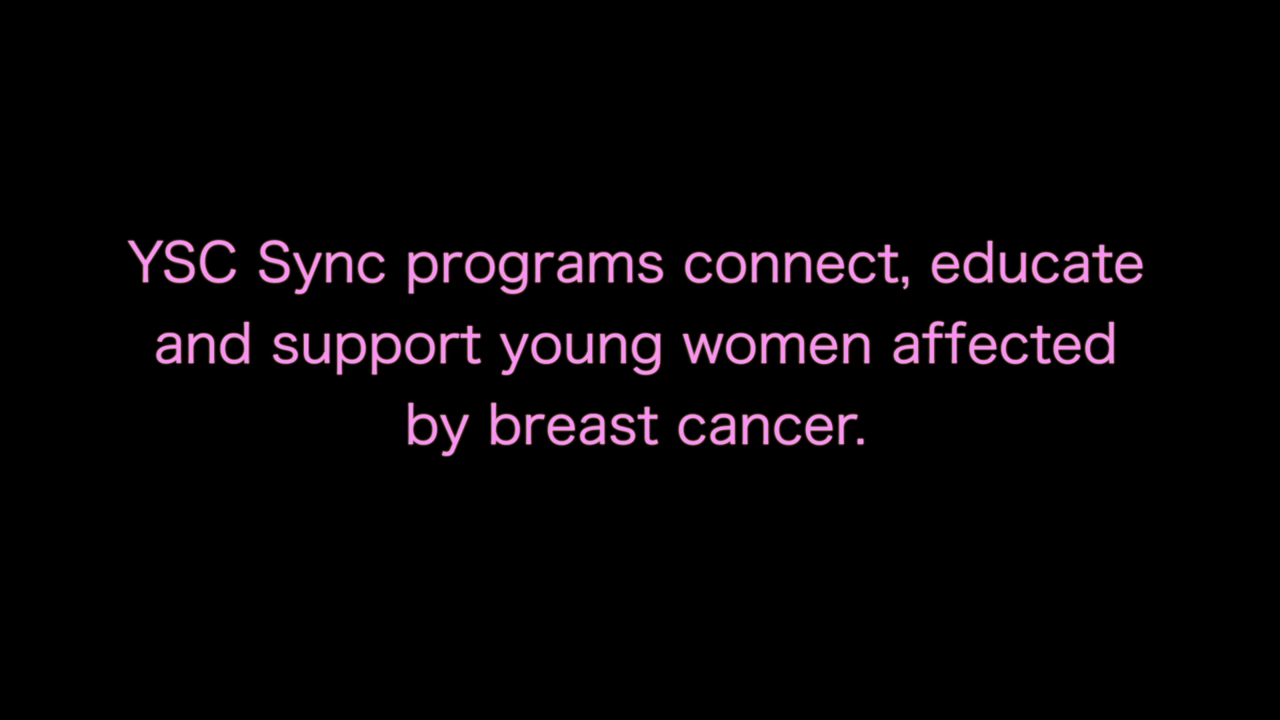 YSC Sync programs connect, educate
and support young women affected
by breast cancer.